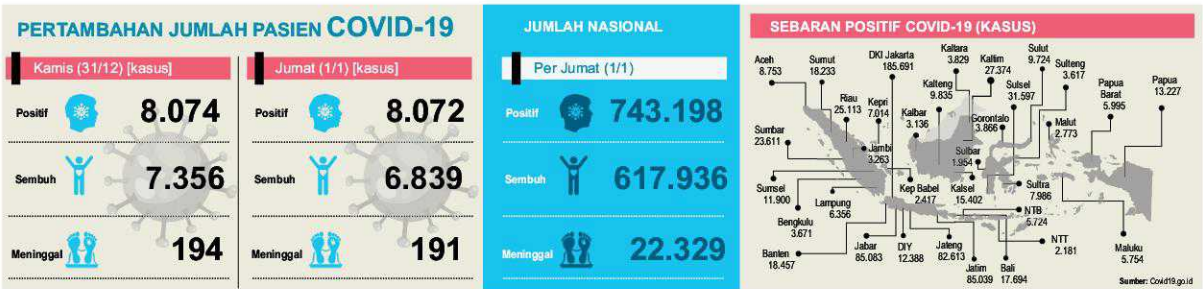 PERTAMBAHAN JUMLAH PASIEN COVID-19
Kamis (31/12) [kasus]
Positif 8.074
Sembuh 7.356
Meninggal 194
Jumat (1/1) [kasus]
Positif 8.072
Sembuh 6.839
Meninggal 191
JUMLAH NASIONAL
Per Jumat (1/1)
Positif 743.198
Sembuh 617.936
Meninggal 22.329
SEBARAN POSITIF COVID-19 (KASUS)
Aceh
8.753
Sumut
18.233
DKI Jakarta
185.691
Kaltara
3.829
Kaltim
27.374
Sulut
9.724
Sulteng
3.617
Papua
Barat
5.995
Papua
13.227
Riau
25.113
Kepri
7.014
Kalbar
3.136
Kalteng
9.835
Sulsel
31.597
Gorontalo
3.866
Malut
2.773
Sumbar
23.611
Jambi
3.263
Sulbar
1.954
Sumsel
11.900
Lampung
6.356
Kep Babel
2.417
Kalsel
15.402
Sultra
7.986
NTB
5.724
Bengkulu
3.671
Banten
18.457
Jabar
85.083
DIY
12.388
Jateng
82.613
Jatim
85.039
Bali
17.694
NTT
2.181
Maluku
5.754
Sumber: Covid19.go.id